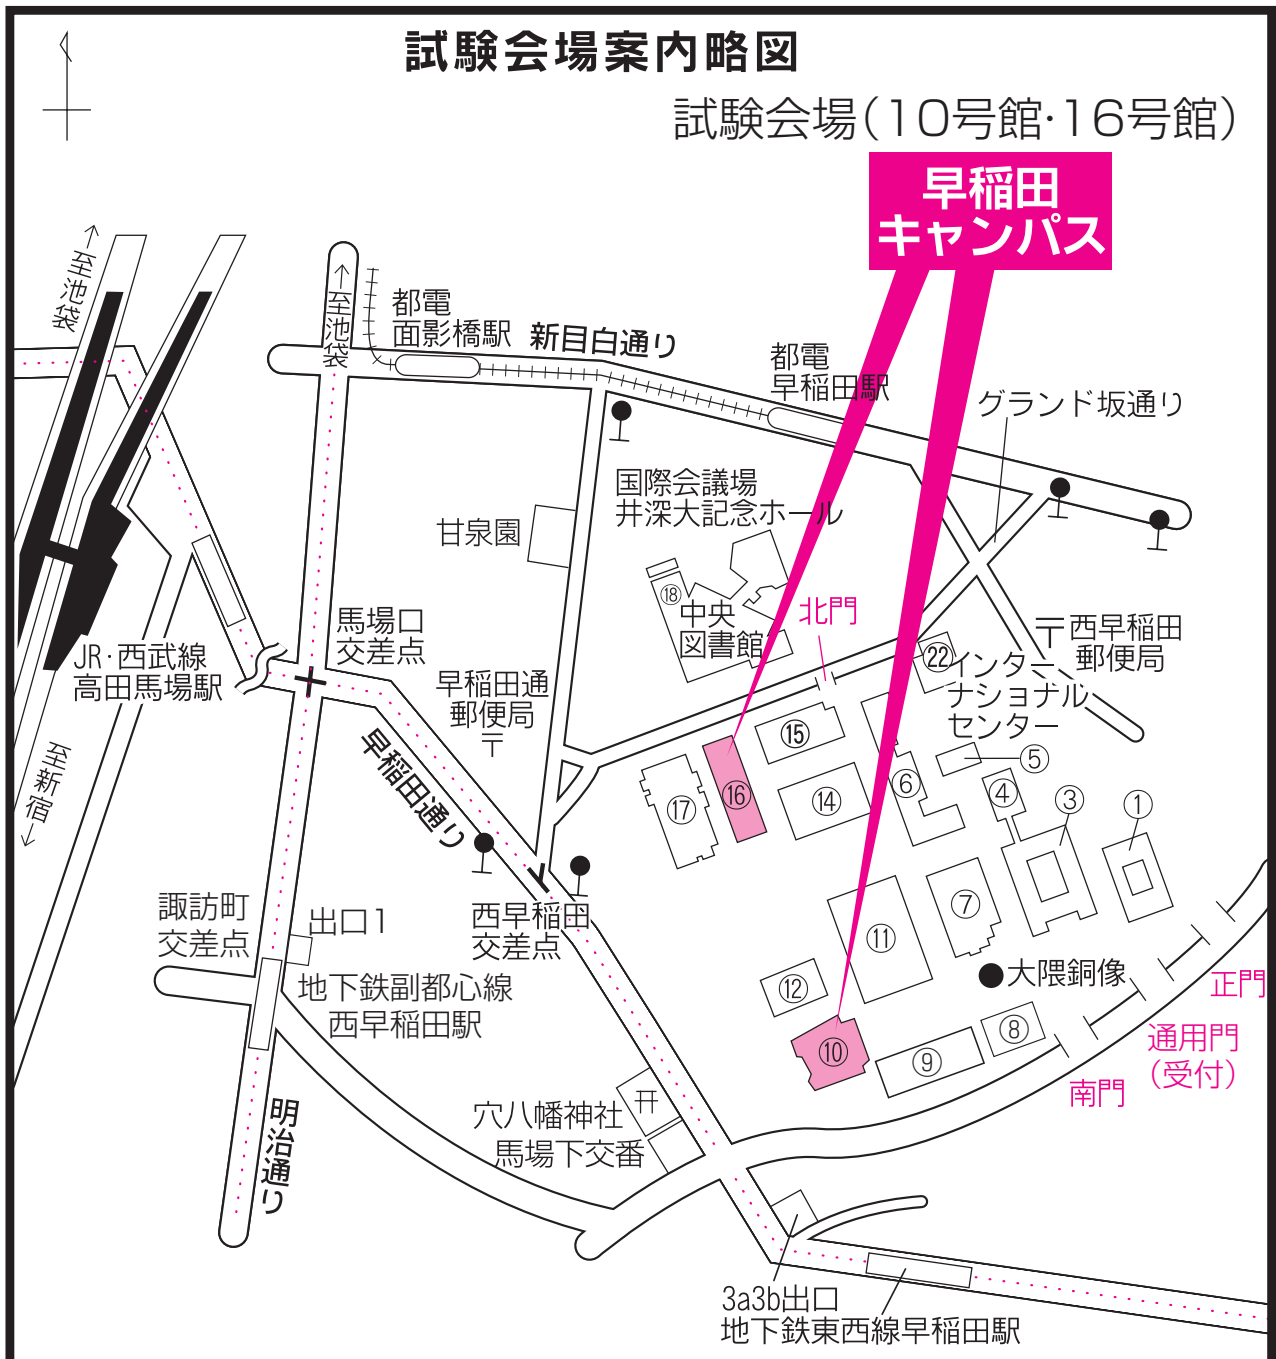 試験会場案内略図
試験会場(10号館·16号館)
早稲田
キャンパス
←至池袋
←至池袋
都電
面影橋駅
新目白通り
都電
早稲田駅
グランド坂通り
国際会議場
井深大記念ホール
甘泉園
⑱
中央
図書館
北門
馬場口
交差点
〒西早稲田
郵便局
㉒
インター
ナショナル
センター
JR·西武線
高田馬場駅
早稲田通
郵便局
〒
早稲田通り
至新宿→
⑮
⑯
⑰
⑭
⑥
⑤
④
③
①
⑦
⑪
⑫
⑩
⑨
⑧
大隈銅像
正門
通用門
(受付)
南門
諏訪町
交差点
出口1
西早稲田
交差点
地下鉄副都心線
西早稲田駅
明治通り
穴八幡神社
馬場下交番
3a3b出口
地下鉄東西線早稲田駅